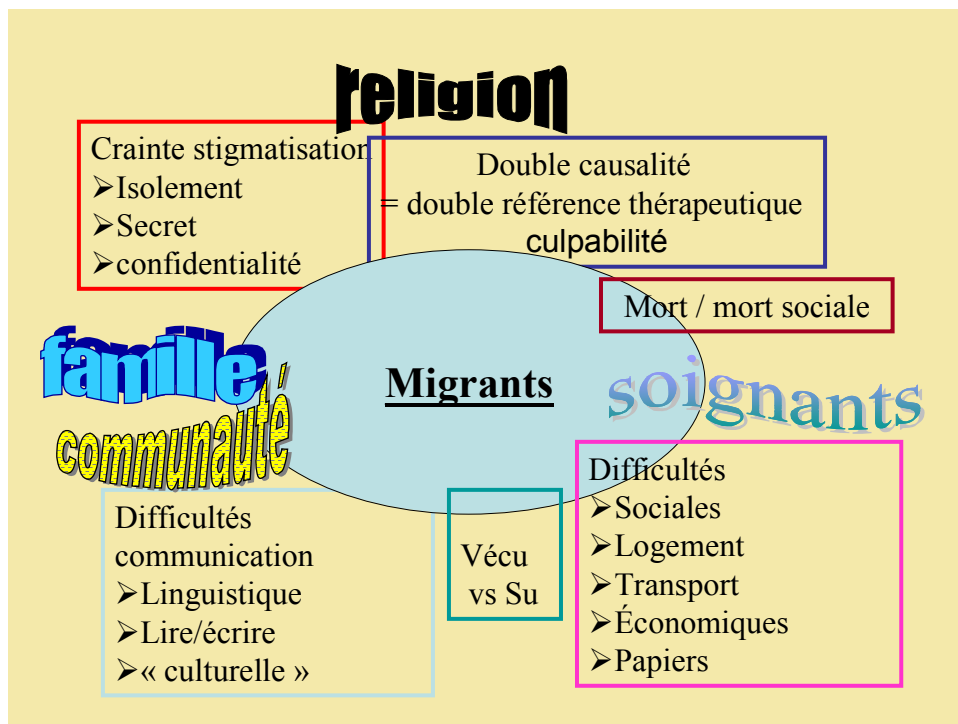 religion
Crainte stigmatisation
➢Isolement
➢Secret
➢confidentialité
Double causalité
= double référence thérapeutique
culpabilité
Mort / mort sociale
famille
communauté
Migrants
soignants
Difficultés
communication
➢Linguistique
➢Lire/écrire
➢« culturelle »
Vécu
vs Su
Difficultés
➢Sociales
➢Logement
➢Transport
➢Économiques
➢Papiers